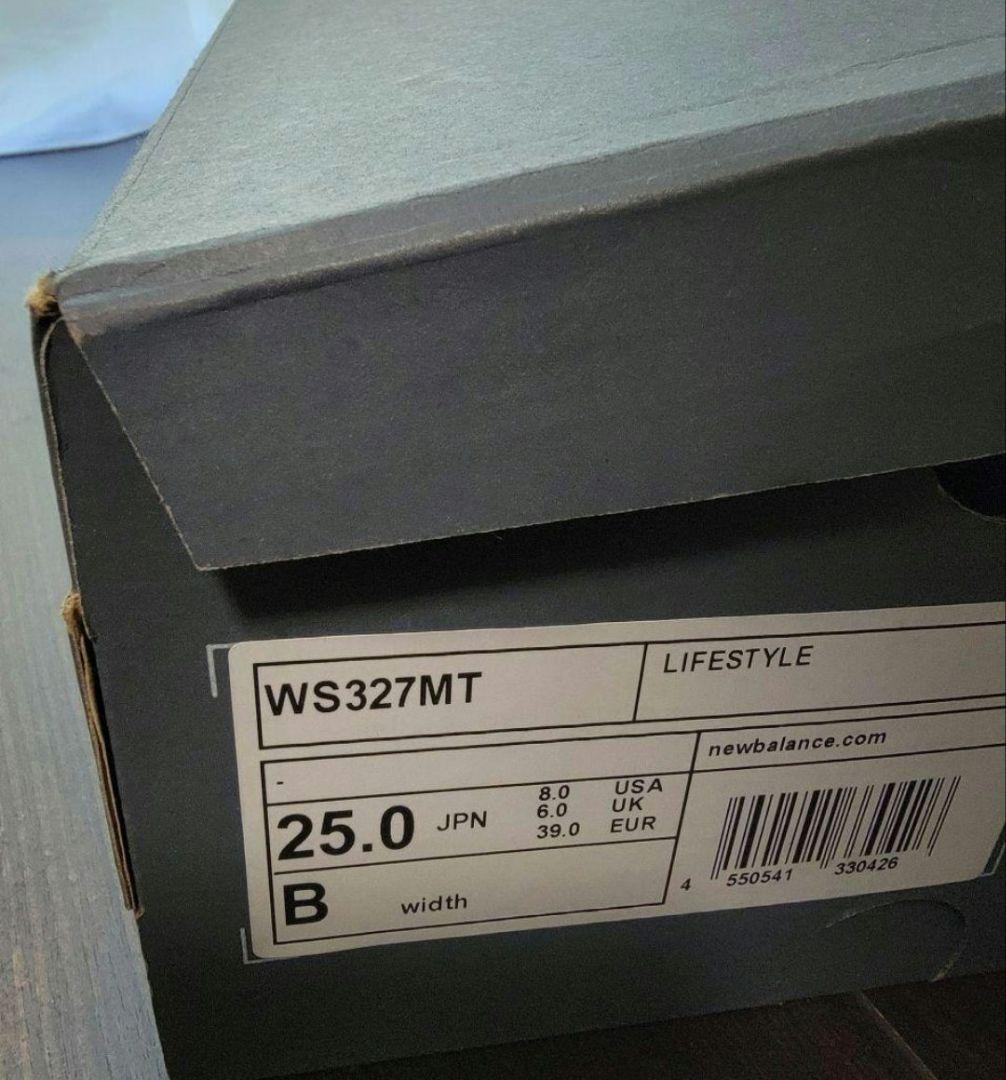 WS327MT
LIFESTYLE
newbalance.com
-
25.0 JPN
8.0 USA
6.0 UK
39.0 EUR
B width
4 550541 330426